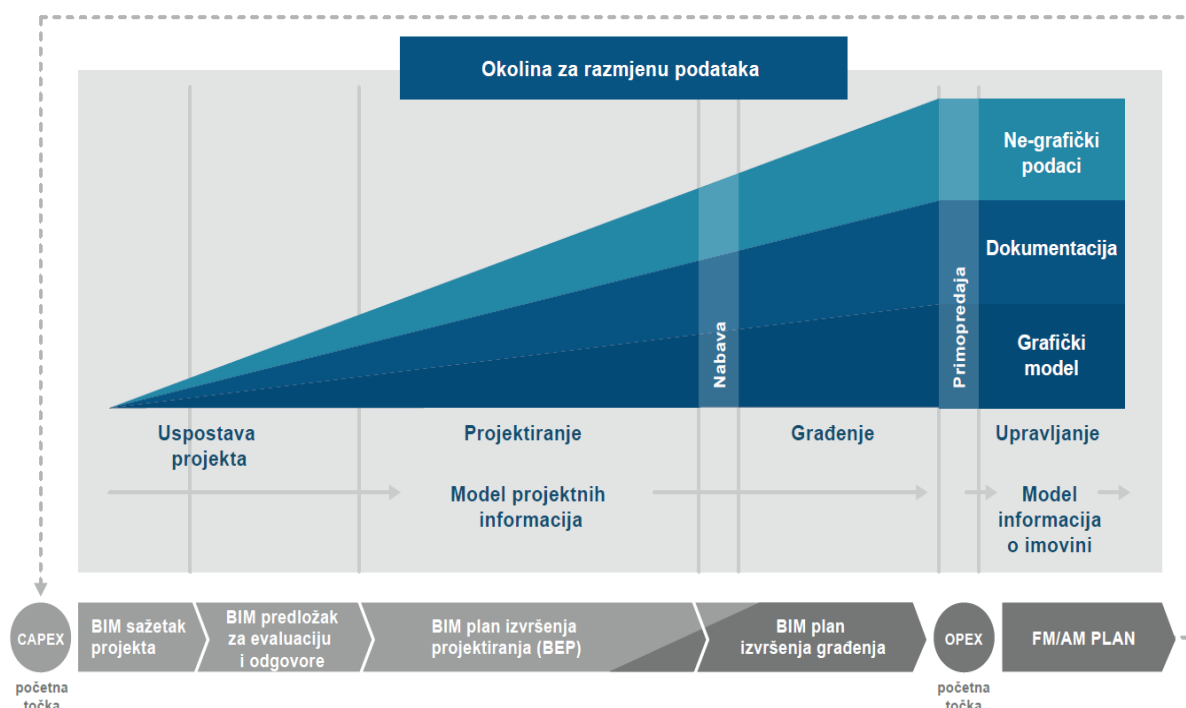 Okolina za razmjenu podataka
Ne-grafički
podaci
Dokumentacija
Grafički
model
Nabava
Primopredaja
Uspostava
projekta
Projektiranje
Građenje
Upravljanje
Model projektnih
informacija
Model
informacija
o imovini
CAPEX
početna
točka
BIM sažetak
projekta
BIM predložak
za evaluaciju
i odgovore
BIM plan izvršenja
projektiranja (BEP)
BIM plan
izvršenja građenja
OPEX
početna
točka
FM/AM PLAN